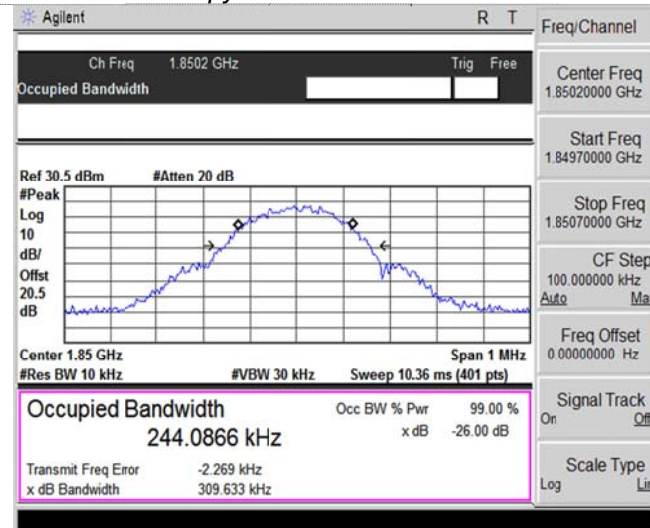 Agilent R T
Ch Freq 1.8502 GHz Trig Free
Occupied Bandwidth
Ref 30.5 dBm #Atten 20 dB
#Peak
Log
10
dB/
Offst
20.5
dB
Center 1.85 GHz Span 1 MHz
#Res BW 10 kHz #VBW 30 kHz Sweep 10.36 ms (401 pts)
Occupied Bandwidth Occ BW % Pwr 99.00 %
244.0866 kHz x dB -26.00 dB
Transmit Freq Error -2.269 kHz
x dB Bandwidth 309.633 kHz
Freq/Channel
Center Freq
1.85020000 GHz
Start Freq
1.84970000 GHz
Stop Freq
1.85070000 GHz
CF Step
100.000000 kHz
Auto Ma
Freq Offset
0.00000000 Hz
Signal Track
On Off
Scale Type
Log Lin